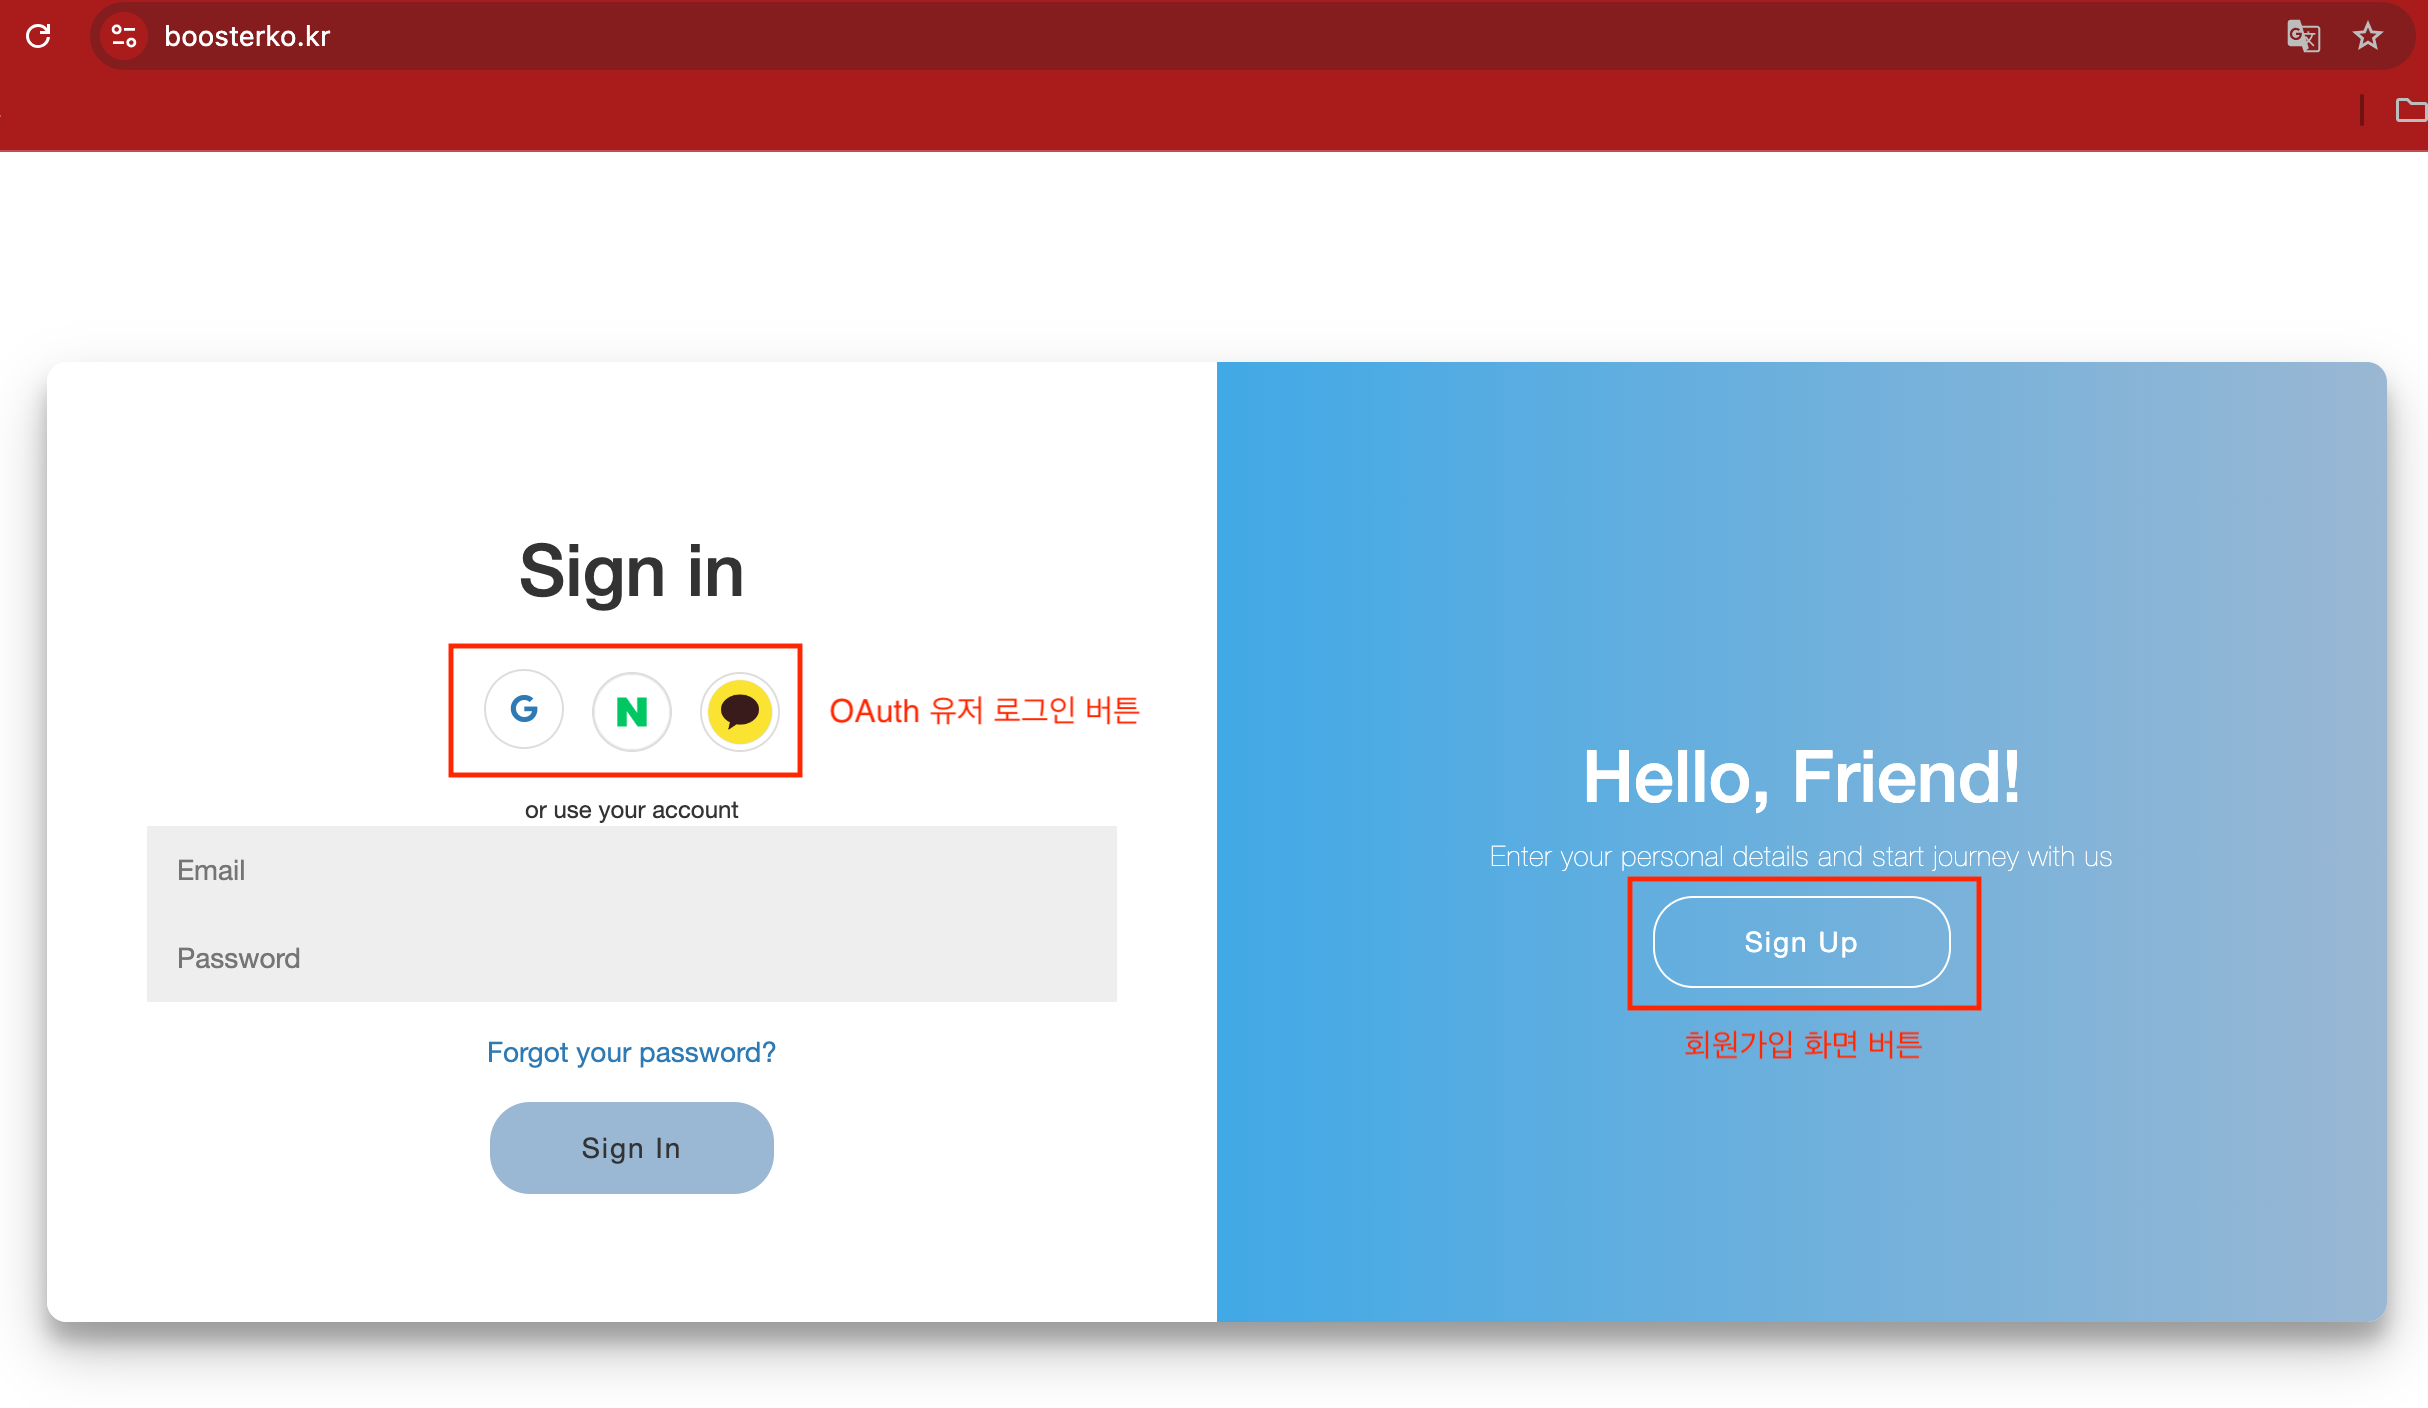 boosterko.kr
Sign in
G
N
OAuth 유저 로그인 버튼
or use your account
Email
Password
Forgot your password?
Sign In
Hello, Friend!
Enter your personal details and start journey with us
Sign Up
회원가입 화면 버튼